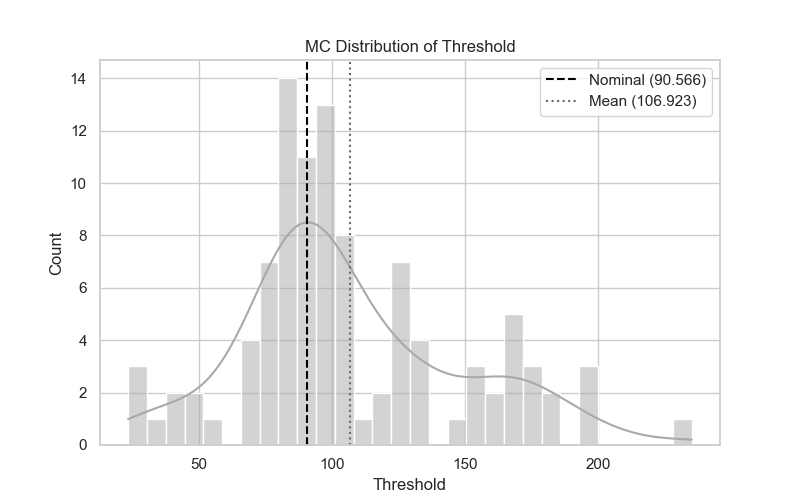 MC Distribution of Threshold
Nominal (90.566)
Mean (106.923)
14
12
10
8
6
4
2
0
Count
50
100
150
200
Threshold